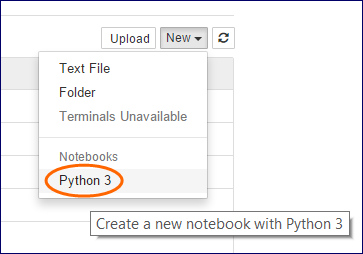 Upload New
Text File
Folder
Terminals Unavailable
Notebooks
Python 3
Create a new notebook with Python 3